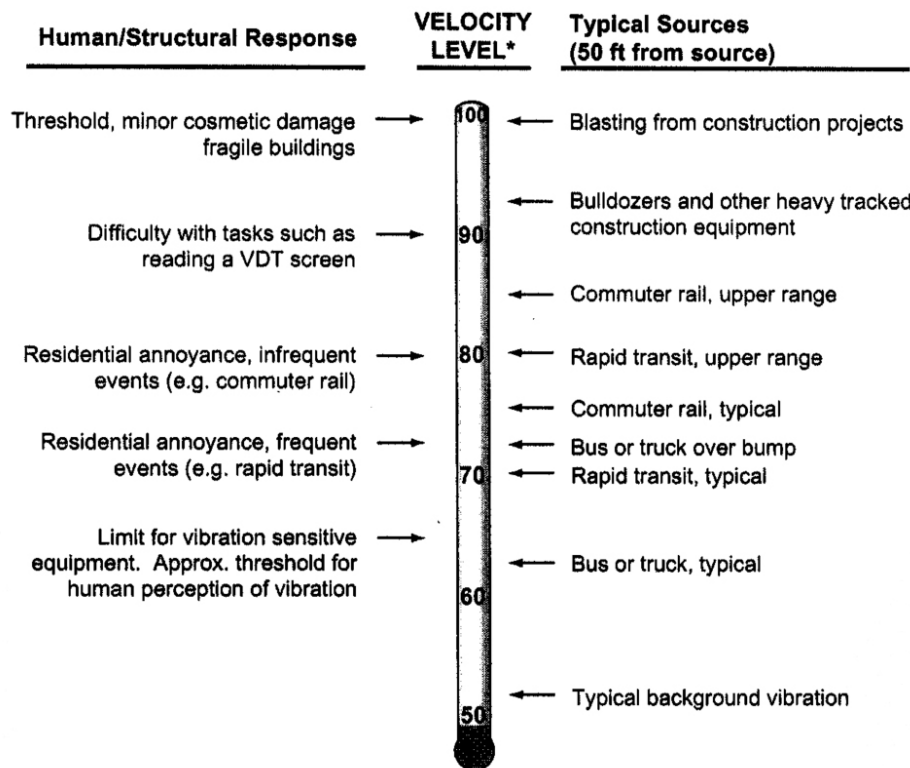 Human/Structural Response
VELOCITY
LEVEL*
Typical Sources
(50 ft from source)
Threshold, minor cosmetic damage
fragile buildings
100
Blasting from construction projects
Bulldozers and other heavy tracked
construction equipment
Difficulty with tasks such as
reading a VDT screen
90
Commuter rail, upper range
Residential annoyance, infrequent
events (e.g. commuter rail)
80
Rapid transit, upper range
Commuter rail, typical
Residential annoyance, frequent
events (e.g. rapid transit)
Bus or truck over bump
70
Rapid transit, typical
Limit for vibration sensitive
equipment. Approx. threshold for
human perception of vibration
Bus or truck, typical
60
Typical background vibration
50